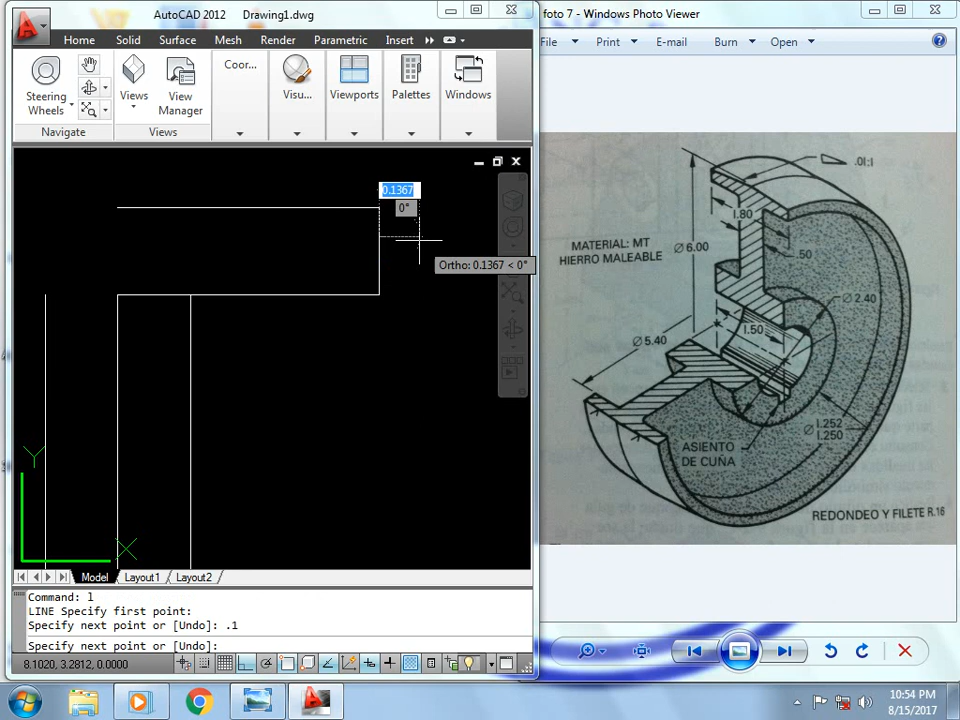 AutoCAD 2012 Drawing1.dwg
Home Solid Surface Mesh Render Parametric Insert
Steering Wheels
Views
View Manager
Coor...
Visu...
Viewports
Palettes
Windows
Navigate
Views
0.1367
0°
Ortho: 0.1367 < 0°
Y
X
Model Layout1 Layout2
Command: l
LINE Specify first point:
Specify next point or [Undo]: .1
Specify next point or [Undo]:
8.1020, 3.2812, 0.0000
foto 7 - Windows Photo Viewer
File Print E-mail Burn Open
.01:1
1.80
MATERIAL: MT
HIERRO MALEABLE
Ø 6.00
.50
Ø 2.40
1.50
Ø 5.40
Ø 1.252
1.250
ASIENTO
DE CUÑA
REDONDEO Y FILETE R.16
10:54 PM
8/15/2017